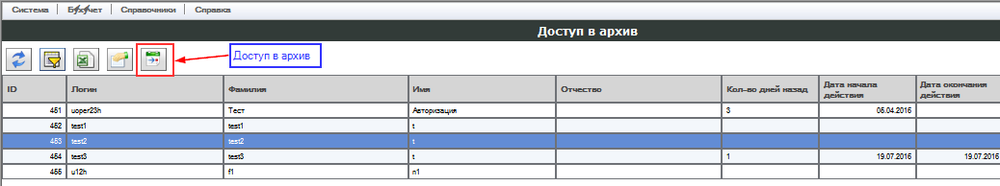 Система Бухучет Справочники Справка
Доступ в архив
Доступ в архив
ID Логин Фамилия Имя Отчество Кол-во дней назад Дата начала действия Дата окончания действия
451 uoper23h Тест Авторизация 3 05.04.2016
452 test1 test1 t
453 test2 test2 t
454 test3 test3 t 1 19.07.2016 19.07.2016
455 u12h f1 n1